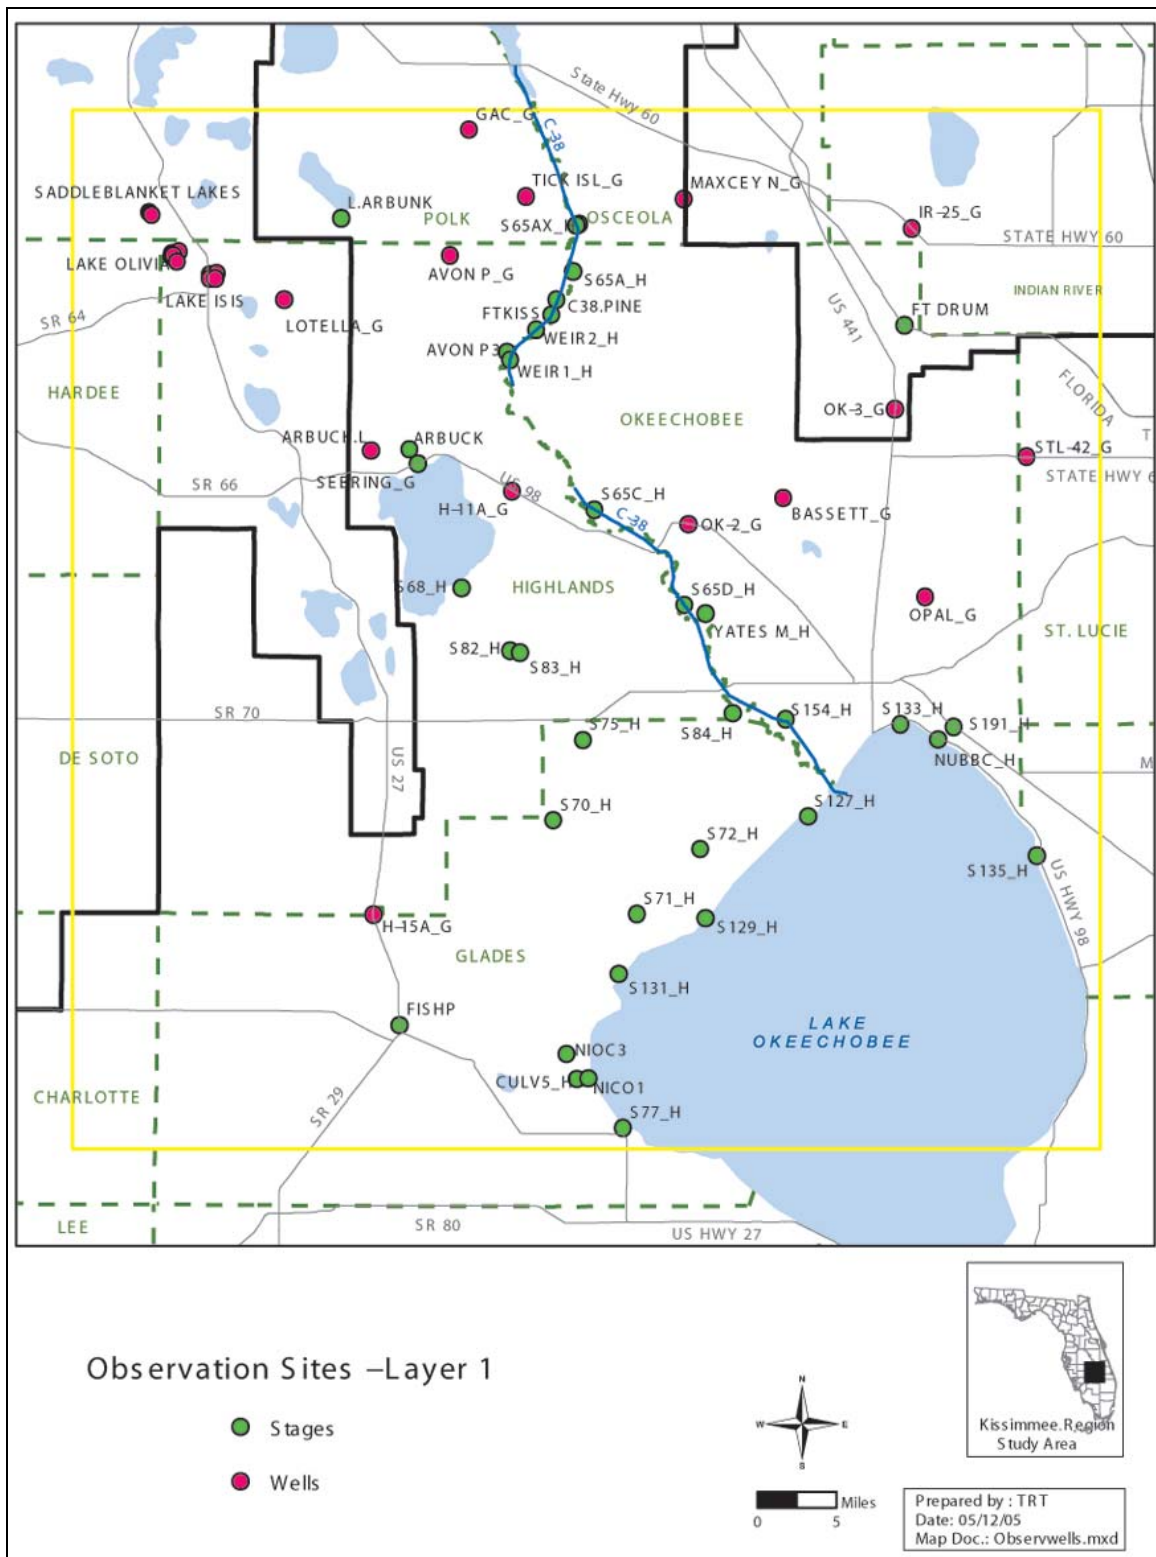 GAC_G
State Hwy 60
C-38
TICK ISL_G
MAXCEY N_G
SADDLEBLANKET LAKES
L.ARBUNK
POLK
S65AX_H
OSCEOLA
IR-25_G
STATE HWY 60
LAKE OLIVIA
AVON P_G
S65A_H
INDIAN RIVER
LAKE ISIS
LOTELLA_G
FTKISS
C38.PINE
FT DRUM
US 441
SR 64
WEIR2_H
AVON P3
WEIR1_H
HARDEE
FLORIDA
OKEECHOBEE
OK-3_G
T
ARBUCK.L
ARBUCK
STL-42_G
SR 66
SEBRING_G
US 98
STATE HWY 6
H-11A_G
S65C_H
C-38
OK-2_G
BASSETT_G
S68_H
HIGHLANDS
S65D_H
OPAL_G
YATES M_H
ST. LUCIE
S82_H
S83_H
SR 70
S75_H
S84_H
S154_H
S133_H
S191_H
NUBBC_H
DE SOTO
US 27
M
S70_H
S127_H
S72_H
S135_H
US HWY 98
S71_H
H-15A_G
S129_H
GLADES
S131_H
FISHP
LAKE
OKEECHOBEE
NIOC3
CULV5_H
NICO1
CHARLOTTE
SR 29
S77_H
LEE
SR 80
US HWY 27
Observation Sites –Layer 1
Stages
Wells
N
W
E
S
Kissimmee.Region
Study Area
Miles
0
5
Prepared by : TRT
Date: 05/12/05
Map Doc.: Observwells.mxd